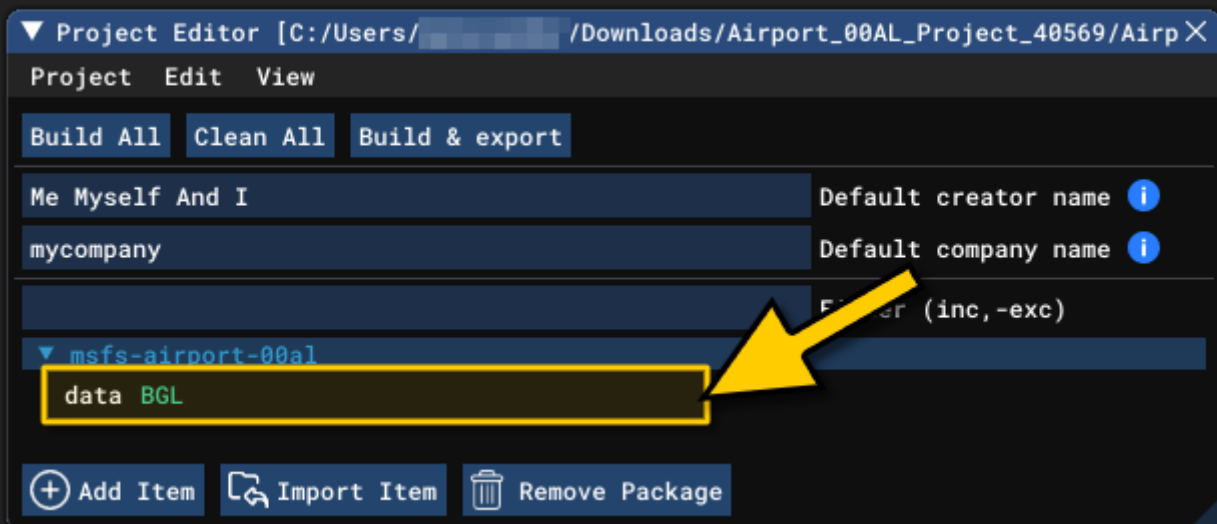 ▼ Project Editor [C:/Users/ /Downloads/Airport_00AL_Project_40569/Airp
Project Edit View
Build All Clean All Build & export
Me Myself And I Default creator name i
mycompany Default company name i
(inc,-exc)
▼ msfs-airport-00al
data BGL
Add Item Import Item Remove Package